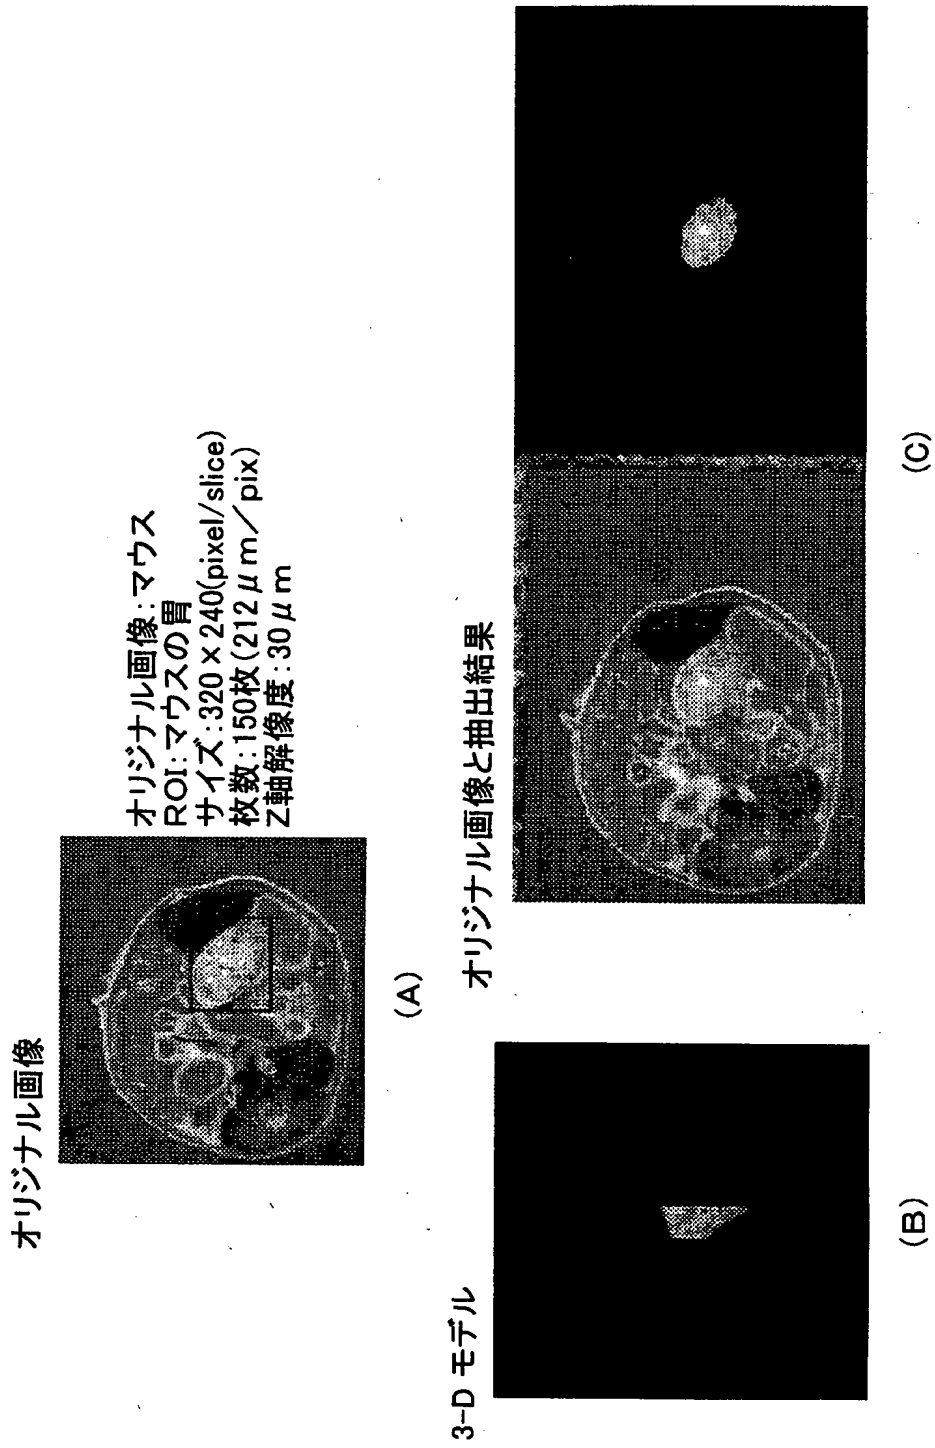 オリジナル画像
オリジナル画像:マウス
ROI:マウスの胃
サイズ:320×240(pixel/slice)
枚数:150枚(212μm/pix)
Z軸解像度:30μm
(A)
3-D モデル
(B)
オリジナル画像と抽出結果
(C)